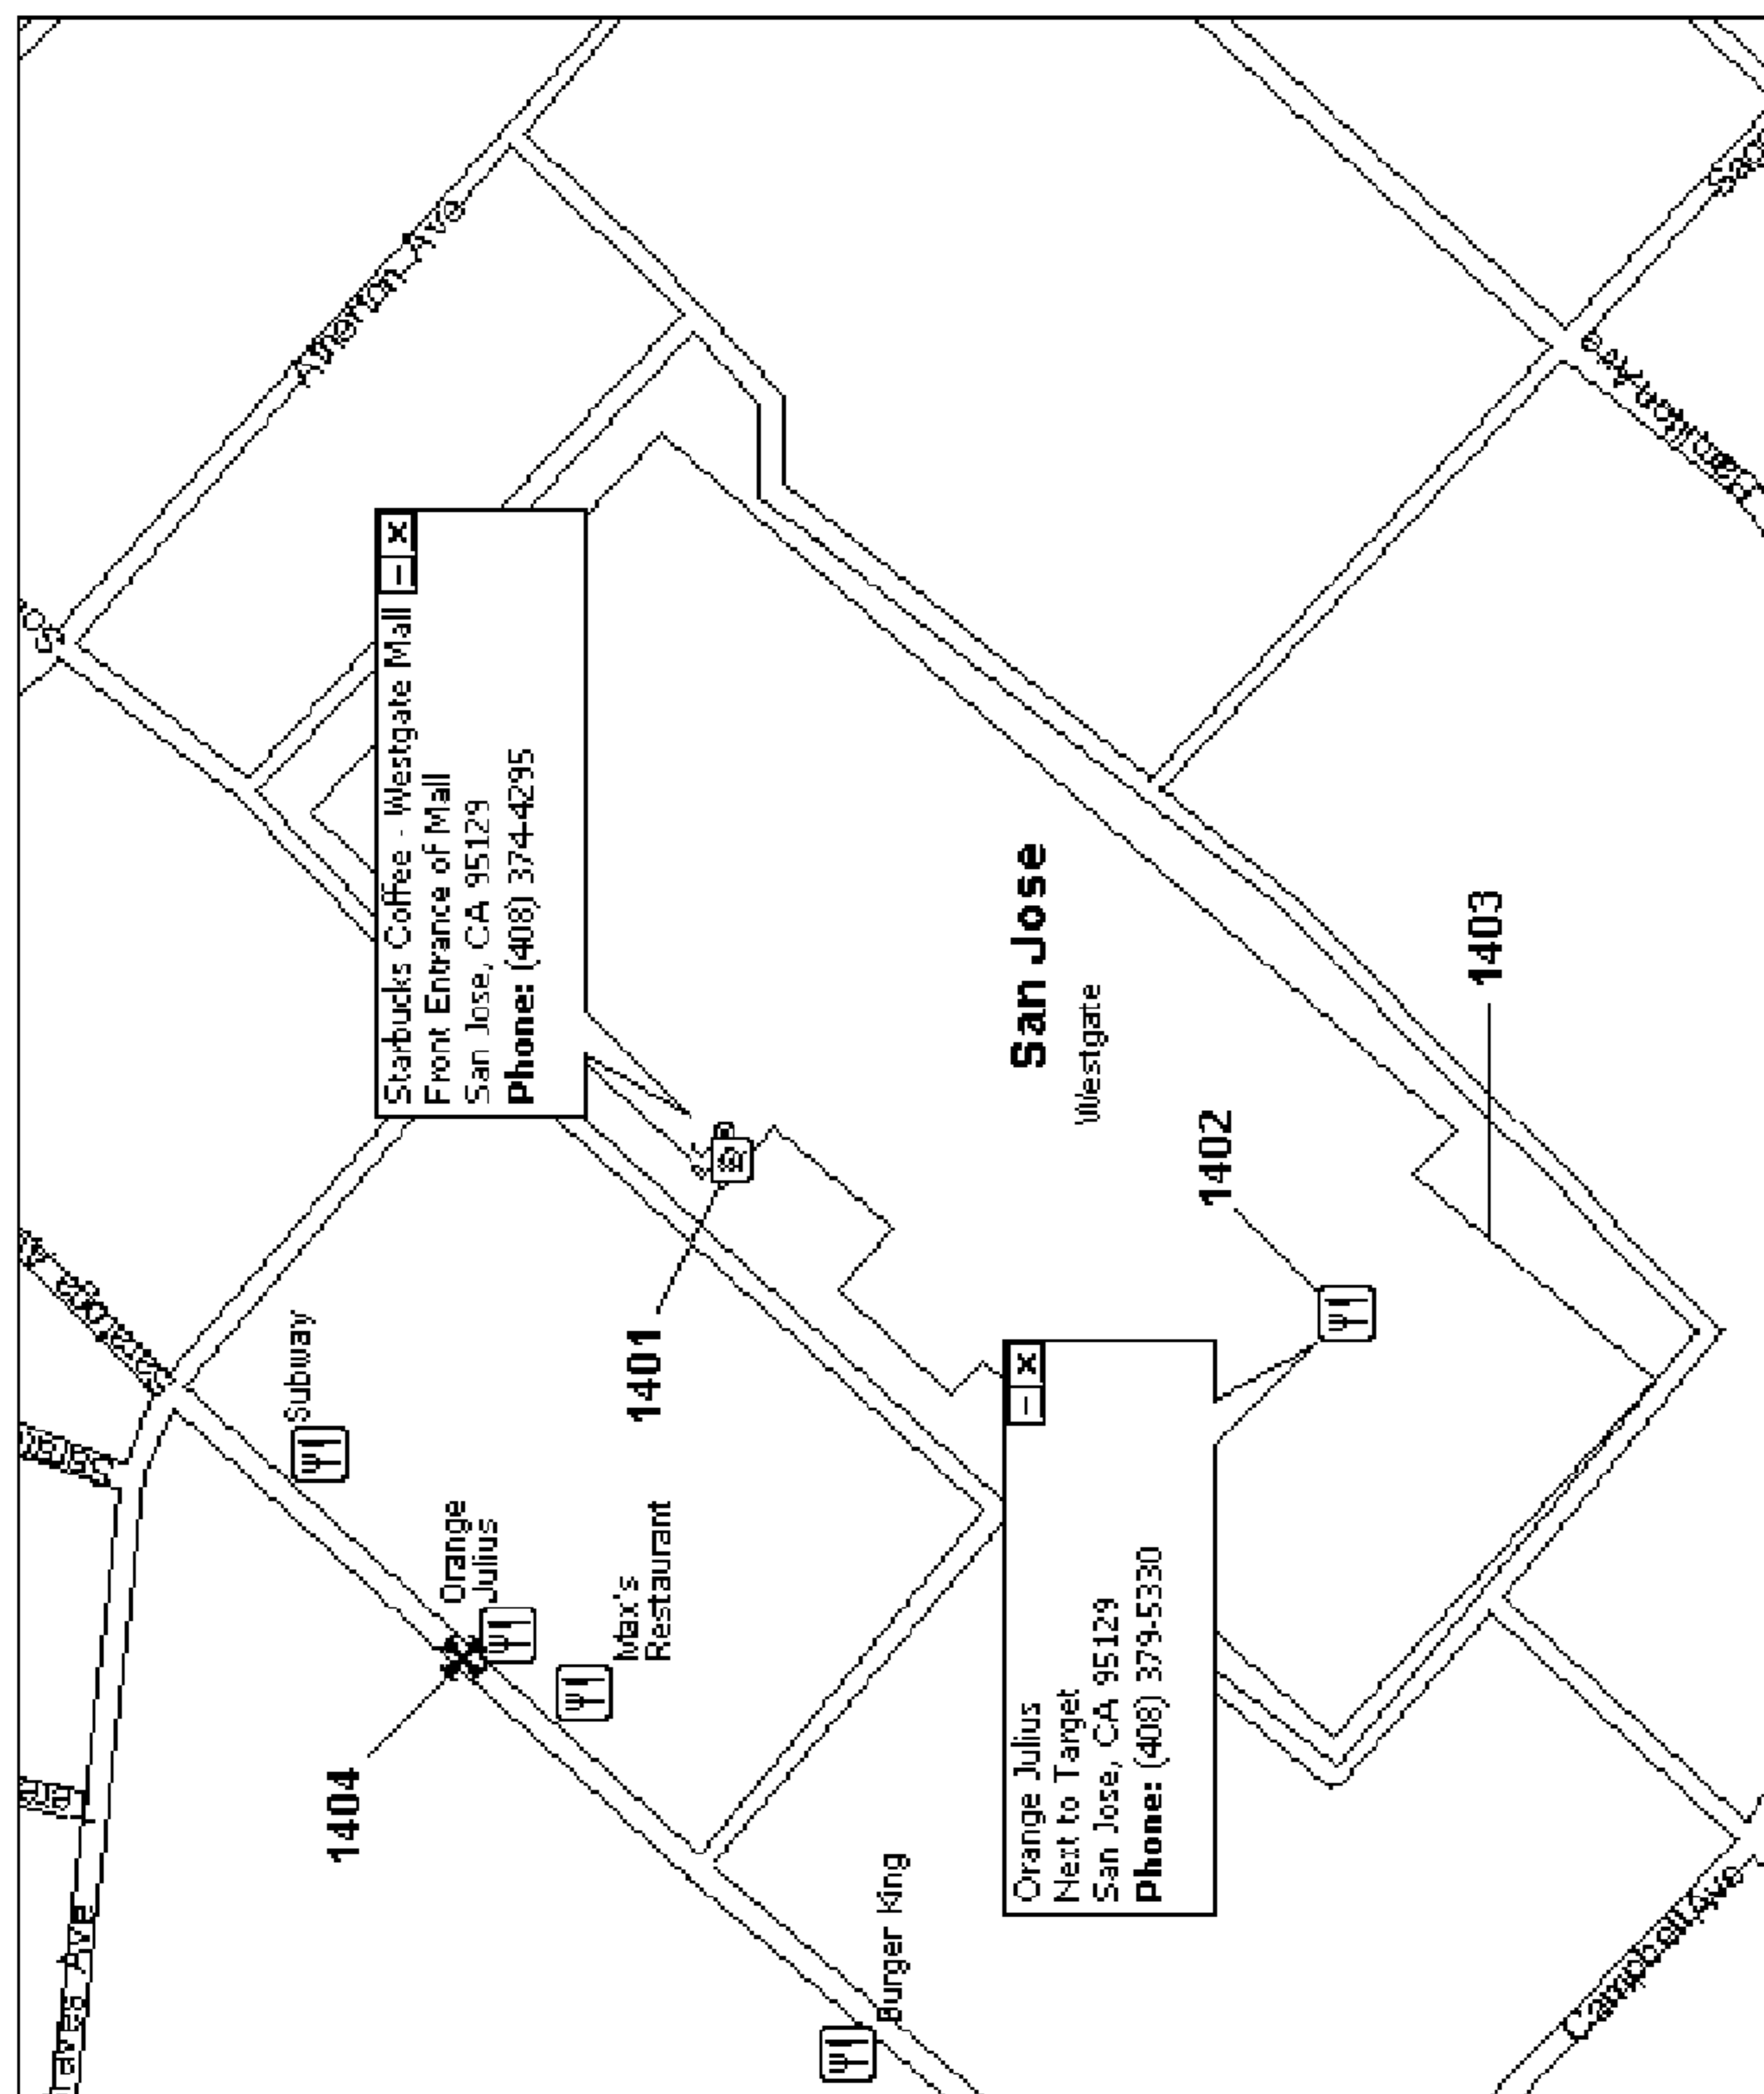 Starbucks Coffee - Westgate Mall
Front Entrance of Mall
San Jose, CA 95129
Phone: (408) 374-4295
Subway
Orange
Julius
Max's
Restaurant
1404
1401
San Jose
Westgate
1402
1403
Orange Julius
Next to Target
San Jose, CA 95129
Phone: (408) 379-5330
Burger King
Campbell Ave
Ave